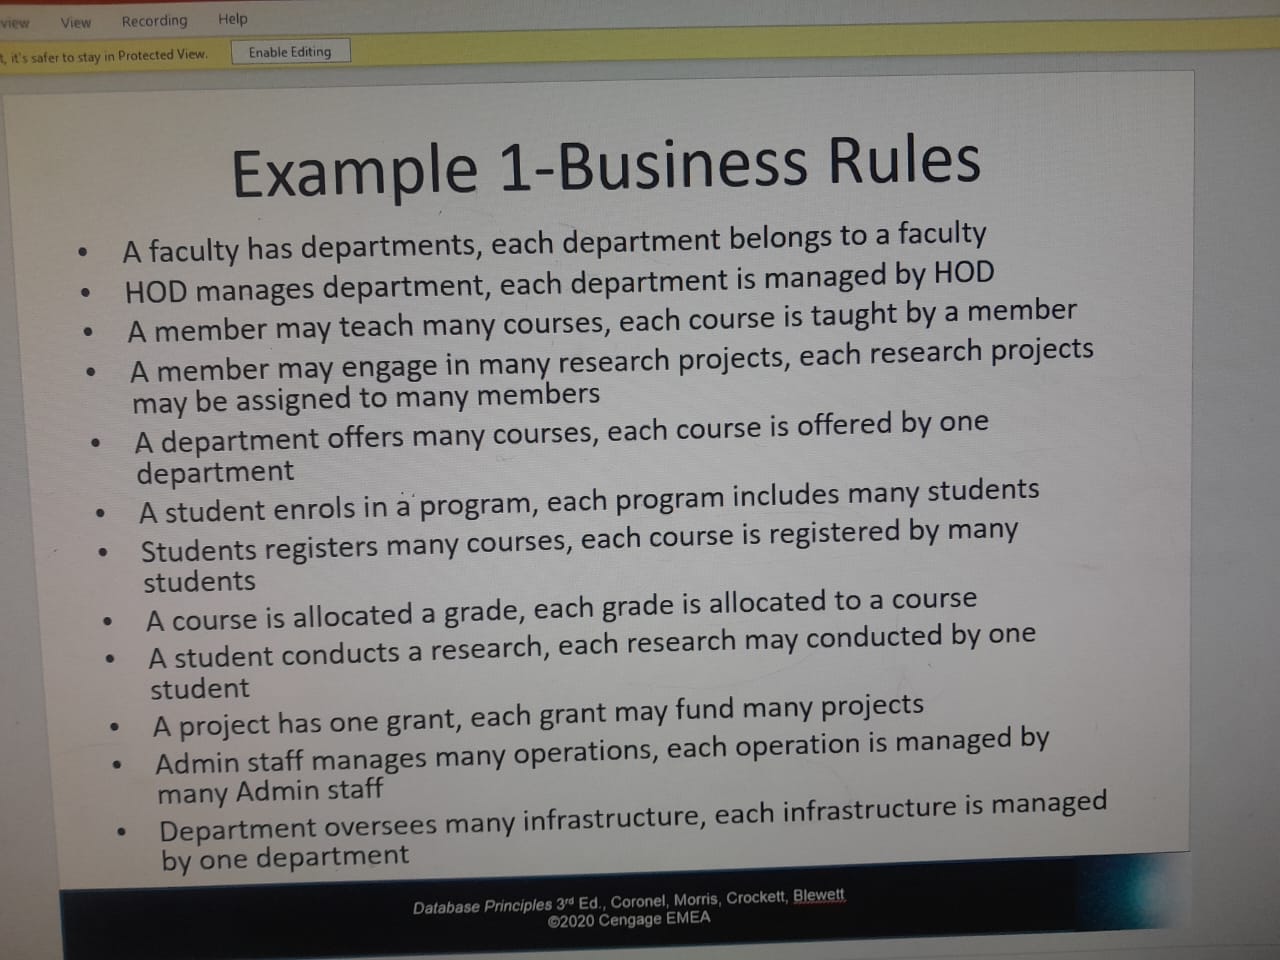 view View Recording Help
t, it's safer to stay in Protected View. Enable Editing
Example 1-Business Rules
• A faculty has departments, each department belongs to a faculty
• HOD manages department, each department is managed by HOD
• A member may teach many courses, each course is taught by a member
• A member may engage in many research projects, each research projects
may be assigned to many members
• A department offers many courses, each course is offered by one
department
• A student enrols in a program, each program includes many students
• Students registers many courses, each course is registered by many
students
• A course is allocated a grade, each grade is allocated to a course
• A student conducts a research, each research may conducted by one
student
• A project has one grant, each grant may fund many projects
• Admin staff manages many operations, each operation is managed by
many Admin staff
• Department oversees many infrastructure, each infrastructure is managed
by one department
Database Principles 3rd Ed., Coronel, Morris, Crockett, Blewett
©2020 Cengage EMEA